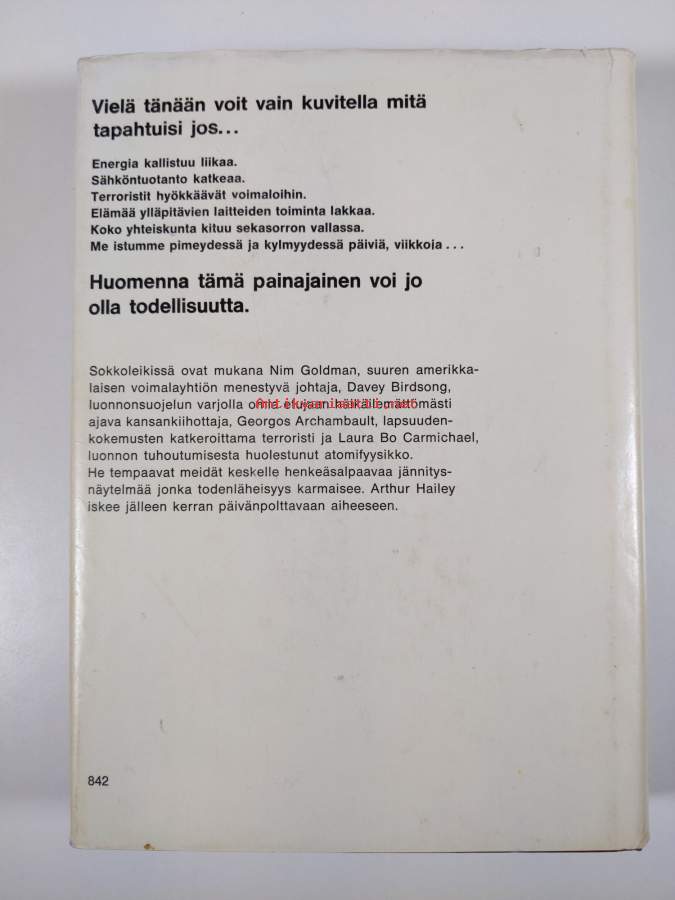 Vielä tänään voit vain kuvitella mitä
tapahtuisi jos...
Energia kallistuu liikaa.
Sähköntuotanto katkeaa.
Terroristit hyökkäävät voimaloihin.
Elämää ylläpitävien laitteiden toiminta lakkaa.
Koko yhteiskunta kituu sekasorron vallassa.
Me istumme pimeydessä ja kylmyydessä päiviä, viikkoja...
Huomenna tämä painajainen voi jo
olla todellisuutta.
Sokkoleikissä ovat mukana Nim Goldman, suuren amerikka-
laisen voimalayhtiön menestyvä johtaja, Davey Birdsong,
luonnonsuojelun varjolla omia etujaan häikäilemättömästi
ajava kansankiihottaja, Georgos Archambault, lapsuuden-
kokemusten katkeroittama terroristi ja Laura Bo Carmichael,
luonnon tuhoutumisesta huolestunut atomifyysikko.
He tempaavat meidät keskelle henkeäsalpaavaa jännitys-
näytelmää jonka todenläheisyys karmaisee. Arthur Hailey
iskee jälleen kerran päivänpolttavaan aiheeseen.
842